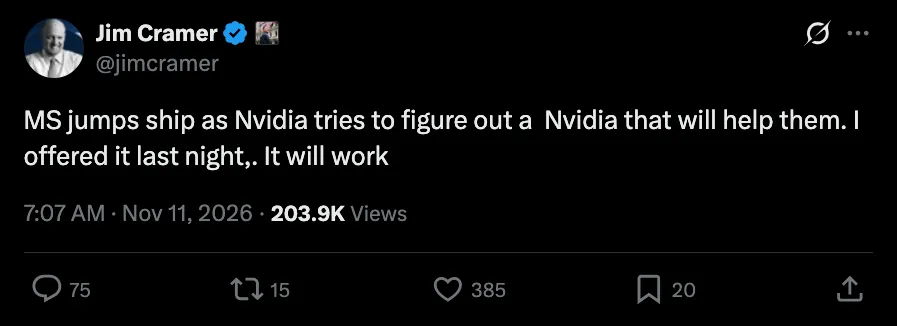 Jim Cramer
@jimcramer
MS jumps ship as Nvidia tries to figure out a  Nvidia that will help them. I
offered it last night,. It will work
7:07 AM · Nov 11, 2026 · 203.9K Views
75 15 385 20